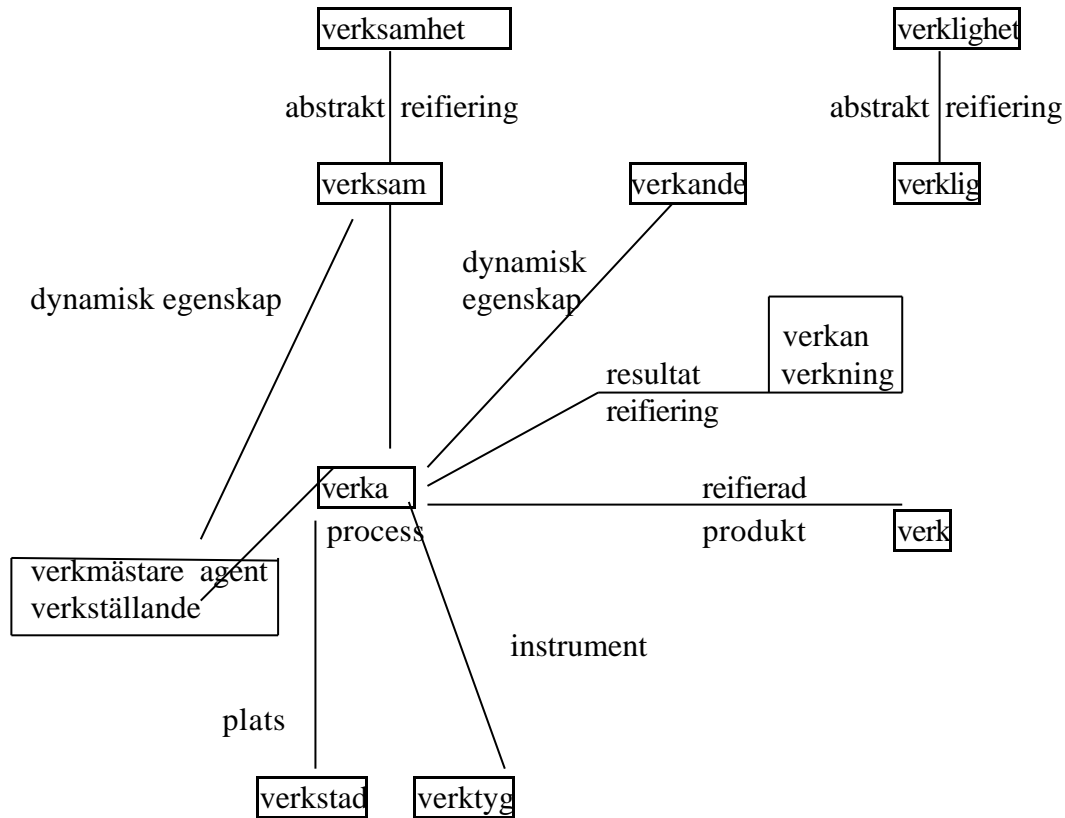 verksamhet
verklighet
abstrakt reifiering
abstrakt reifiering
verksam
verkande
verklig
dynamisk
egenskap
dynamisk egenskap
verkan
verkning
resultat
reifiering
verka
process
reifierad
produkt
verk
verkmästare agent
verkställande
instrument
plats
verkstad
verktyg